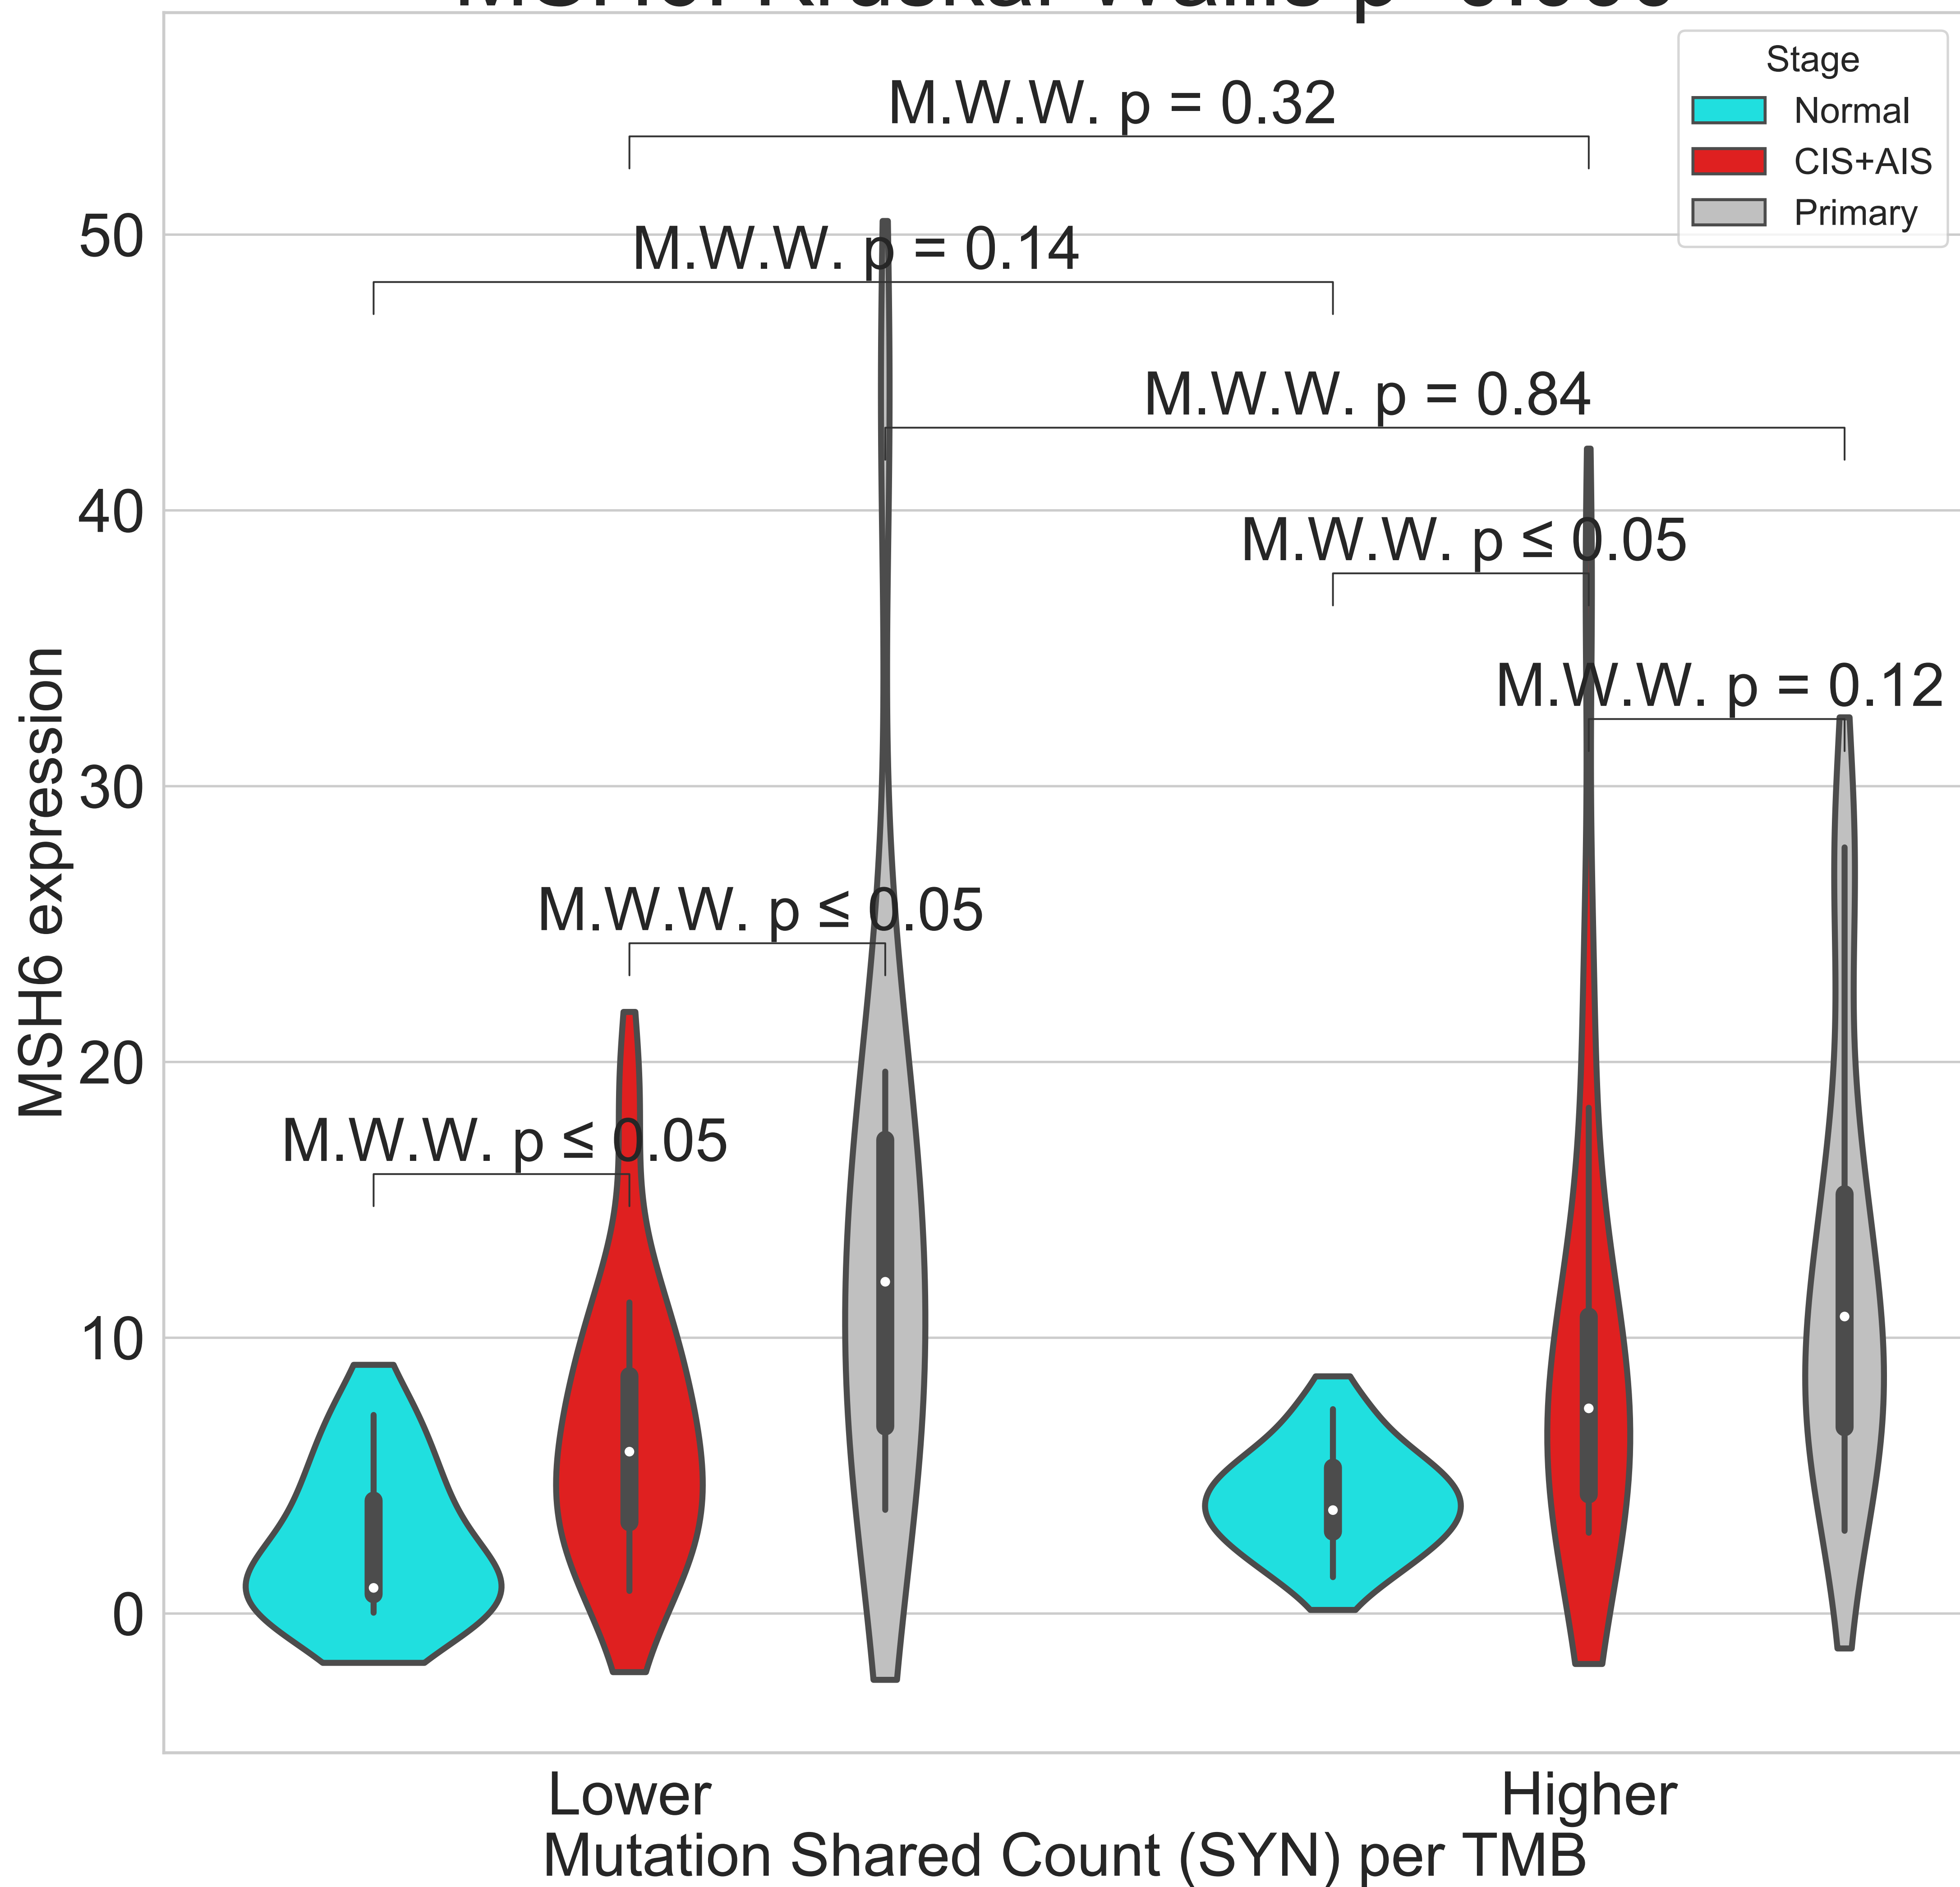 Stage
Normal
CIS+AIS
Primary
M.W.W. p = 0.32
M.W.W. p = 0.14
M.W.W. p = 0.84
M.W.W. p ≤ 0.05
M.W.W. p = 0.12
M.W.W. p ≤ 0.05
M.W.W. p ≤ 0.05
50
40
30
20
10
0
MSH6 expression
Lower
Higher
Mutation Shared Count (SYN) per TMB